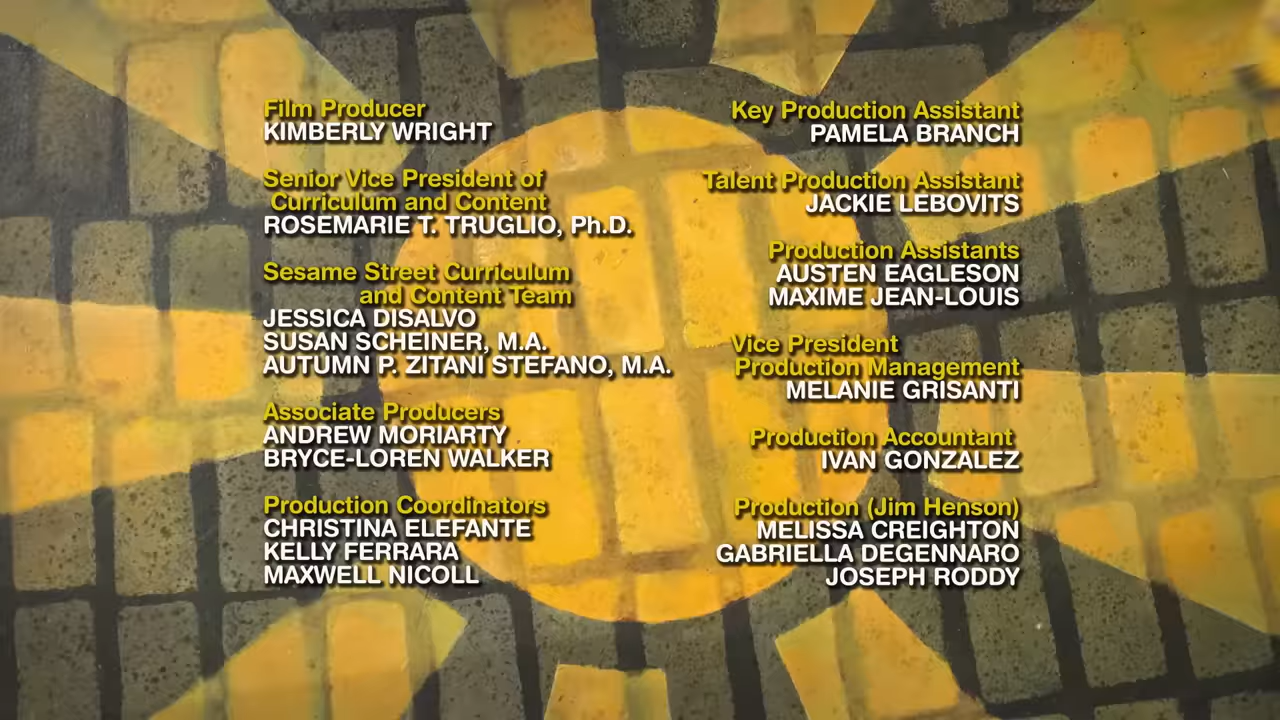 Film Producer
KIMBERLY WRIGHT
Senior Vice President of
Curriculum and Content
ROSEMARIE T. TRUGLIO, Ph.D.
Sesame Street Curriculum
and Content Team
JESSICA DISALVO
SUSAN SCHEINER, M.A.
AUTUMN P. ZITANI STEFANO, M.A.
Associate Producers
ANDREW MORIARTY
BRYCE-LOREN WALKER
Production Coordinators
CHRISTINA ELEFANTE
KELLY FERRARA
MAXWELL NICOLL
Key Production Assistant
PAMELA BRANCH
Talent Production Assistant
JACKIE LEBOVITS
Production Assistants
AUSTEN EAGLESON
MAXIME JEAN-LOUIS
Vice President
Production Management
MELANIE GRISANTI
Production Accountant
IVAN GONZALEZ
Production (Jim Henson)
MELISSA CREIGHTON
GABRIELLA DEGENNARO
JOSEPH RODDY